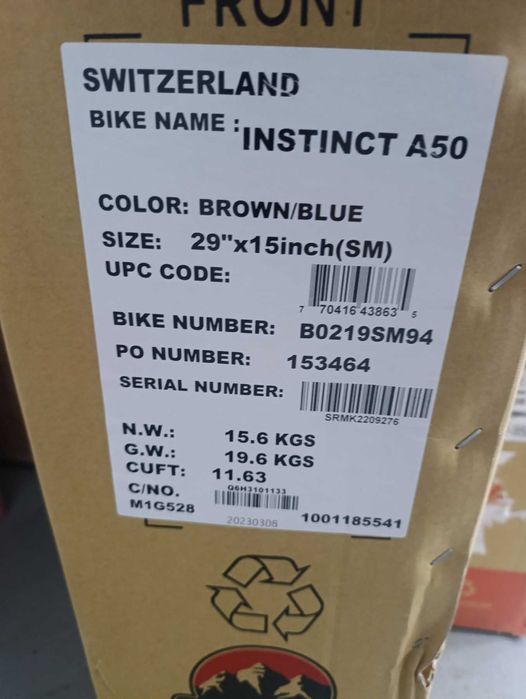 FRONT
SWITZERLAND
BIKE NAME : INSTINCT A50
COLOR: BROWN/BLUE
SIZE: 29"x15inch(SM)
UPC CODE:
7 70416 43863 5
BIKE NUMBER: B0219SM94
PO NUMBER: 153464
SERIAL NUMBER:
SRMK2209276
N.W.: 15.6 KGS
G.W.: 19.6 KGS
CUFT: 11.63
C/NO. Q6H3101133
M1G528 20230308 1001185541